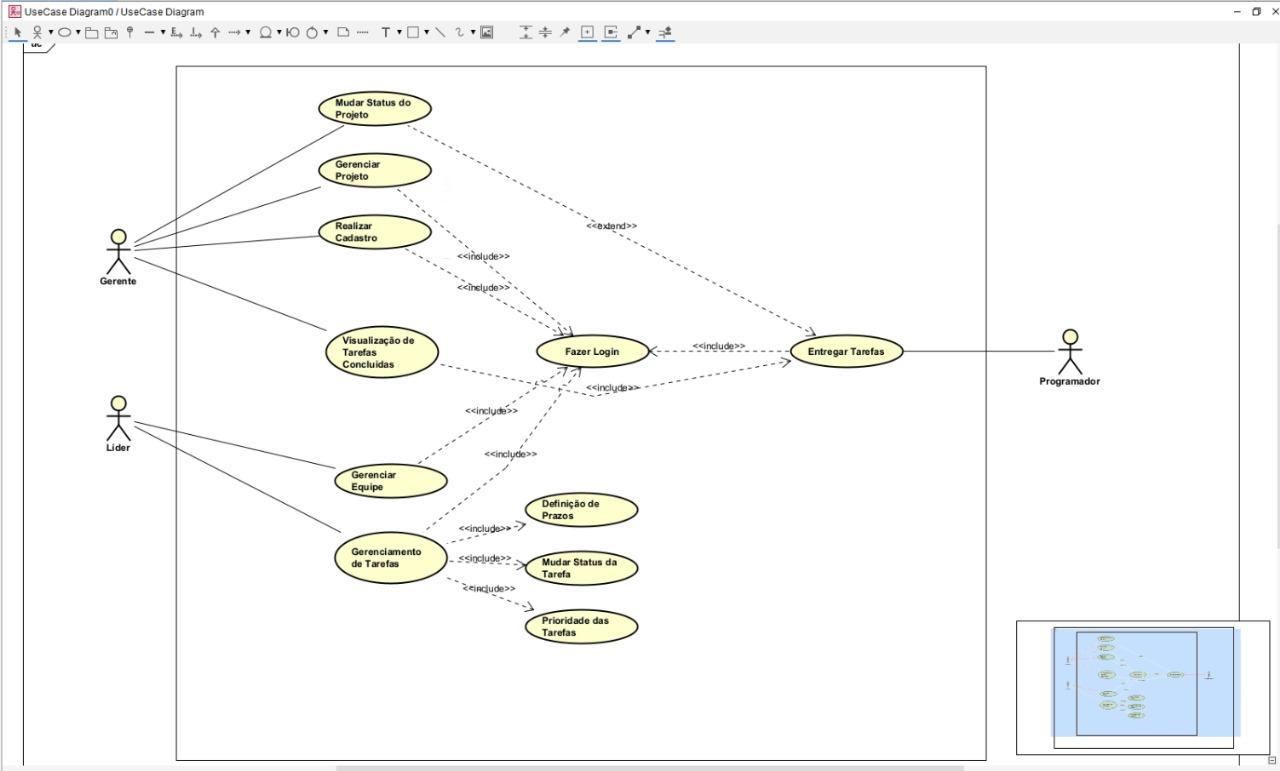 UseCase Diagram0 / UseCase Diagram
Mudar Status do
Projeto
Gerenciar
Projeto
Realizar
Cadastro
<<extend>>
<<include>>
<<include>>
Gerente
Visualização de
Tarefas
Concluidas
Fazer Login
<<include>>
Entregar Tarefas
Programador
<<include>>
<<include>>
Líder
<<include>>
Gerenciar
Equipe
Definição de
Prazos
<<include>>
Gerenciamento
de Tarefas
<<include>>
Mudar Status da
Tarefa
<<include>>
Prioridade das
Tarefas